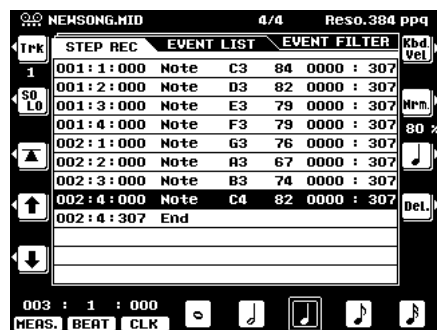 NEWSONG.MID 4/4 Reso.384 ppq
Trk STEP REC EVENT LIST EVENT FILTER Kbd. Vel
1
001:1:000 Note C3 84 0000 : 307
001:2:000 Note D3 82 0000 : 307
SO LO
001:3:000 Note E3 79 0000 : 307 Nrm.
001:4:000 Note F3 79 0000 : 307
80 %
002:1:000 Note G3 76 0000 : 307
002:2:000 Note A3 67 0000 : 307
002:3:000 Note B3 74 0000 : 307
002:4:000 Note C4 82 0000 : 307 Del.
002:4:307 End
003 : 1 : 000
MEAS. BEAT CLK